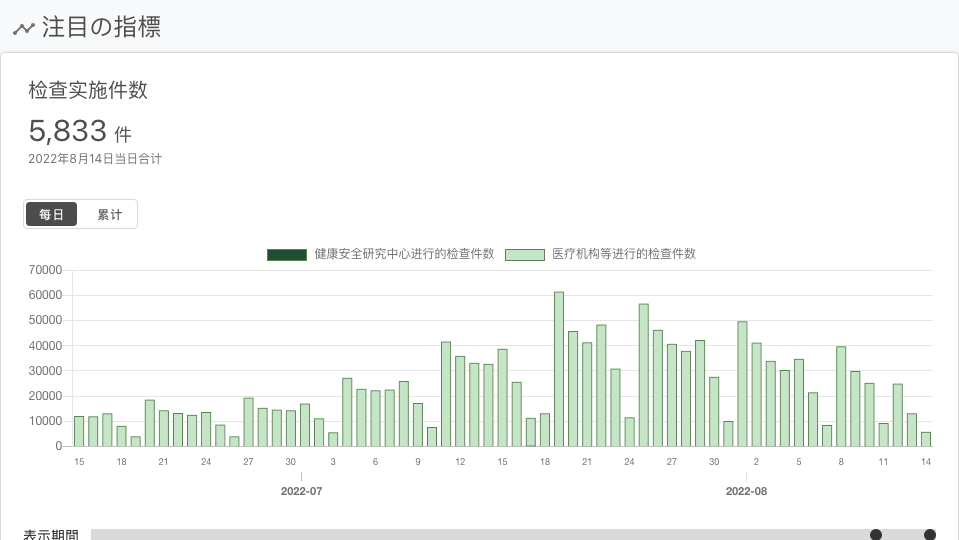 注目の指標
检查实施件数
5,833 件
2022年8月14日当日合计
每日 累计
健康安全研究中心进行的检查件数 医疗机构等进行的检查件数
70000
60000
50000
40000
30000
20000
10000
0
15 18 21 24 27 30 3 6 9 12 15 18 21 24 27 30 2 5 8 11 14
2022-07 2022-08
表示期間